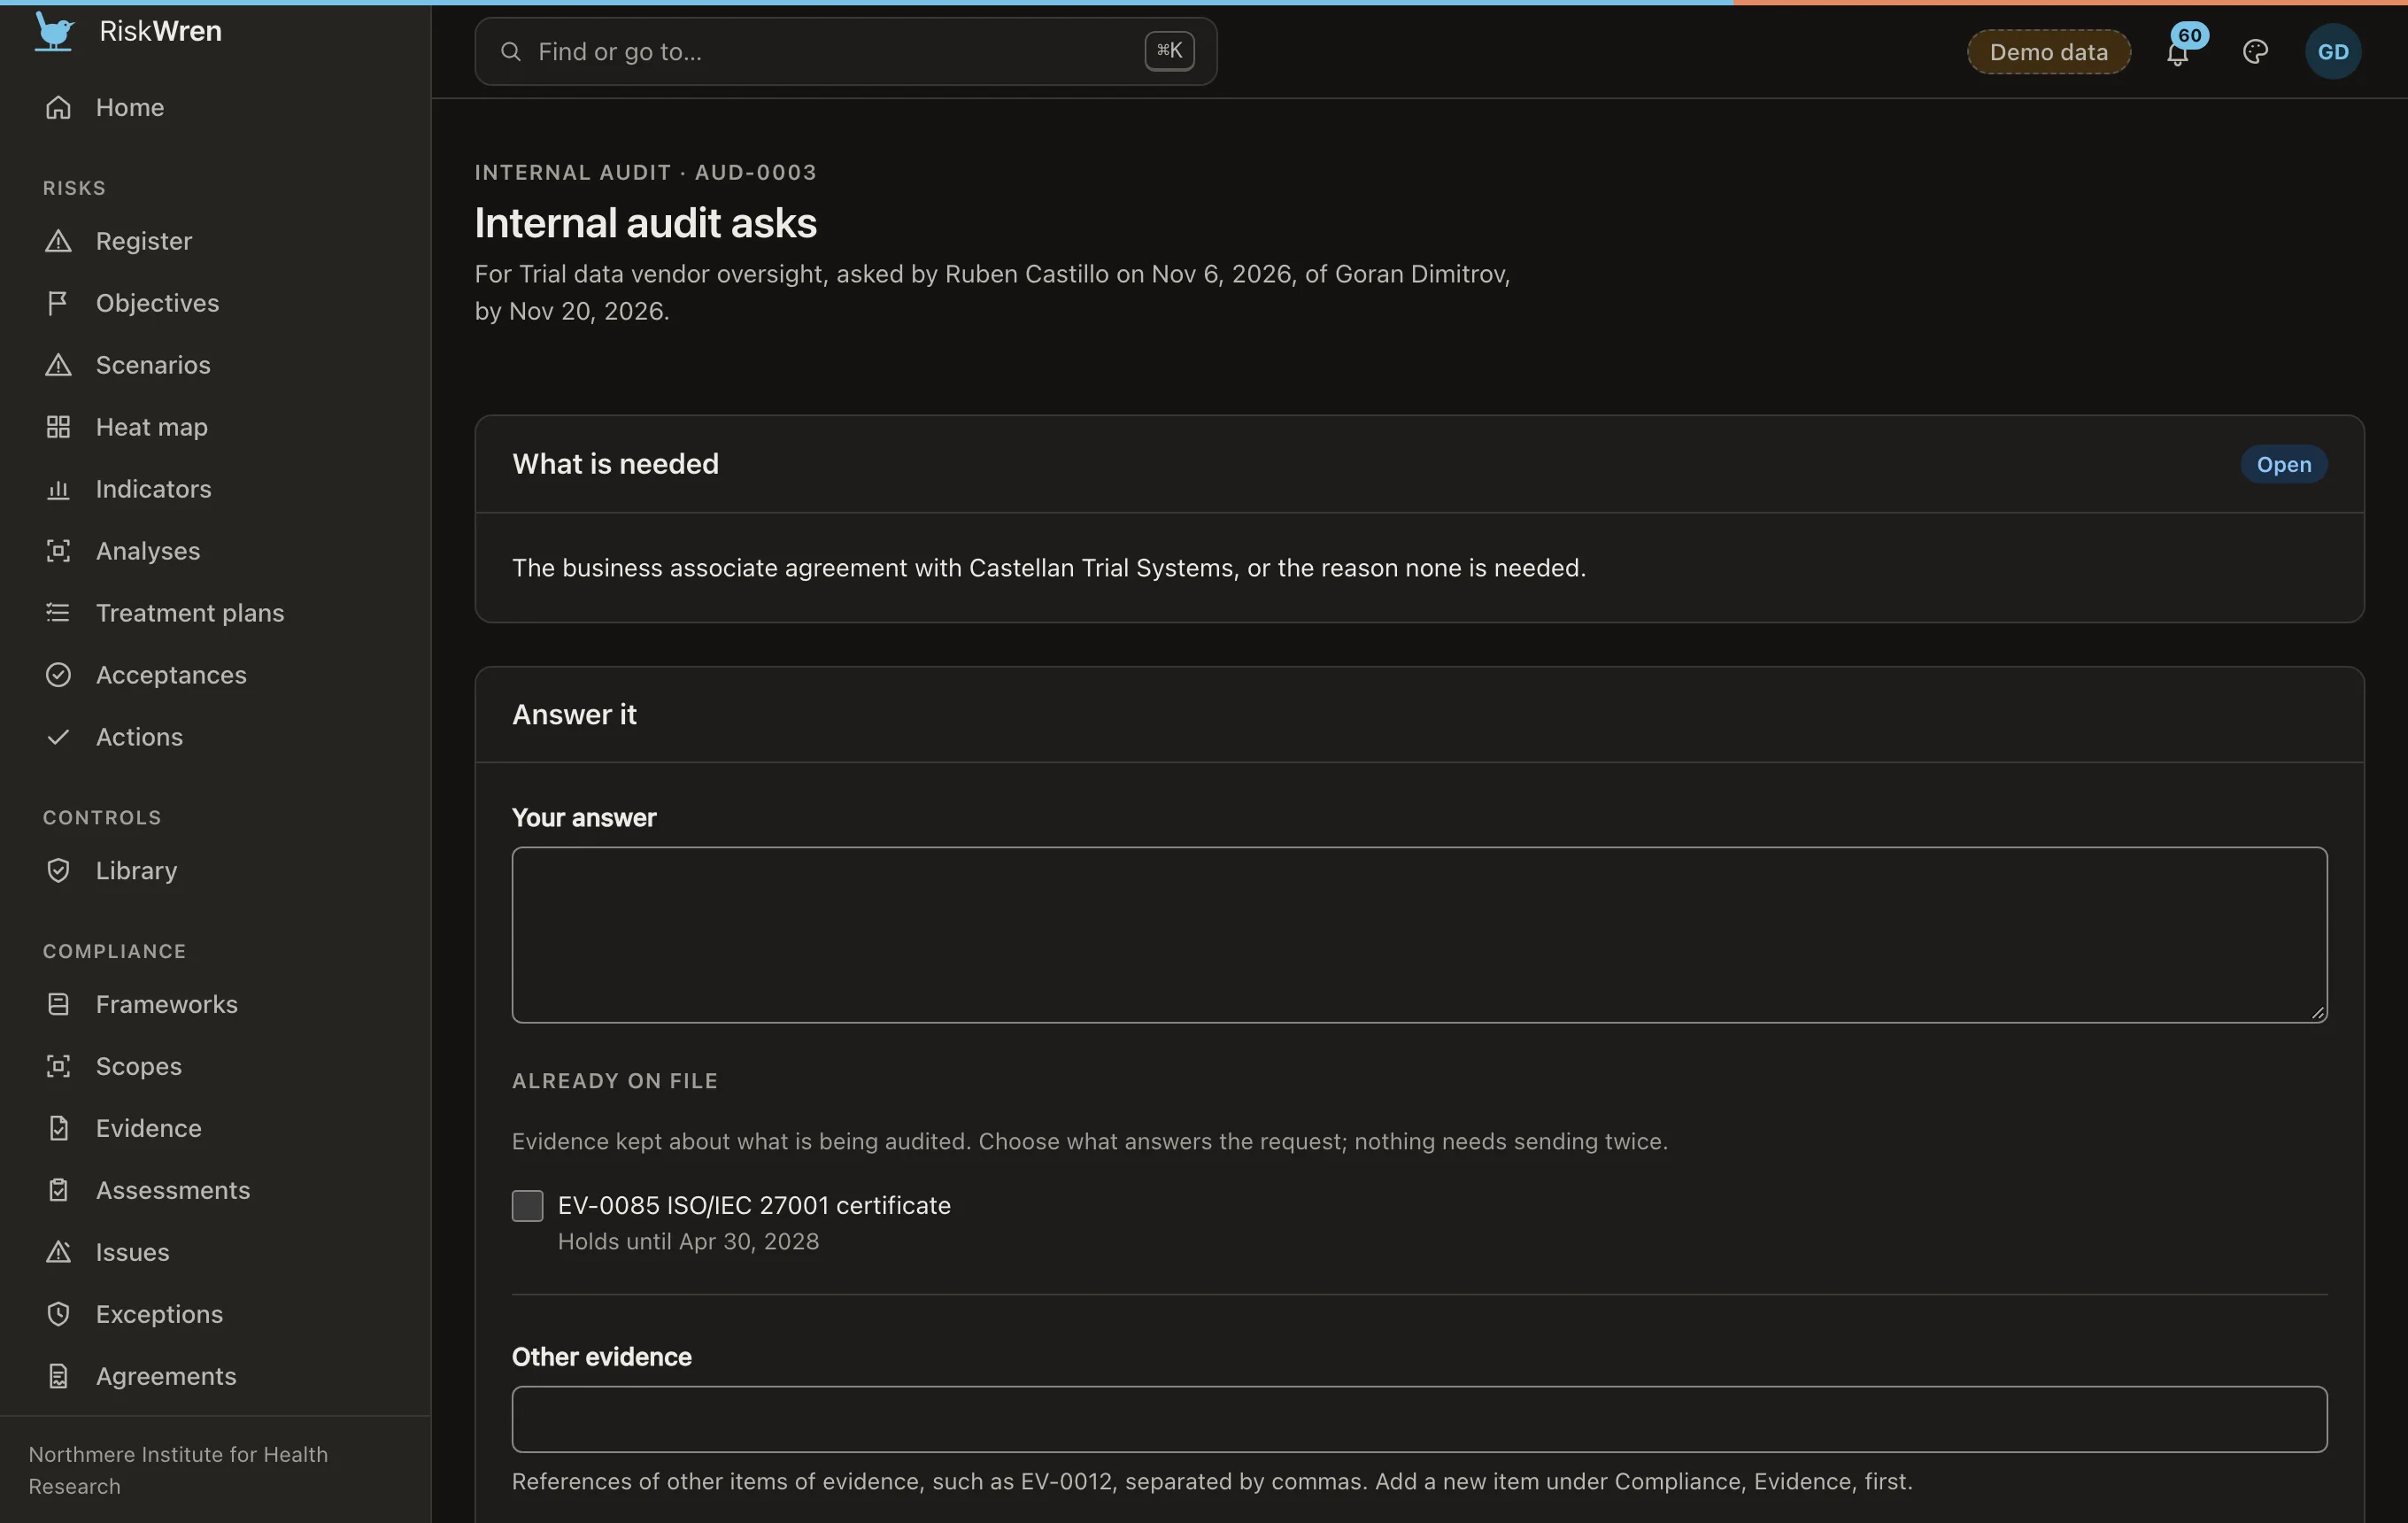 RiskWren
Find or go to...
⌘K
Demo data
60
GD
Home
RISKS
Register
Objectives
Scenarios
Heat map
Indicators
Analyses
Treatment plans
Acceptances
Actions
CONTROLS
Library
COMPLIANCE
Frameworks
Scopes
Evidence
Assessments
Issues
Exceptions
Agreements
Northmere Institute for Health
Research
INTERNAL AUDIT · AUD-0003
Internal audit asks
For Trial data vendor oversight, asked by Ruben Castillo on Nov 6, 2026, of Goran Dimitrov,
by Nov 20, 2026.
What is needed
Open
The business associate agreement with Castellan Trial Systems, or the reason none is needed.
Answer it
Your answer
ALREADY ON FILE
Evidence kept about what is being audited. Choose what answers the request; nothing needs sending twice.
EV-0085 ISO/IEC 27001 certificate
Holds until Apr 30, 2028
Other evidence
References of other items of evidence, such as EV-0012, separated by commas. Add a new item under Compliance, Evidence, first.